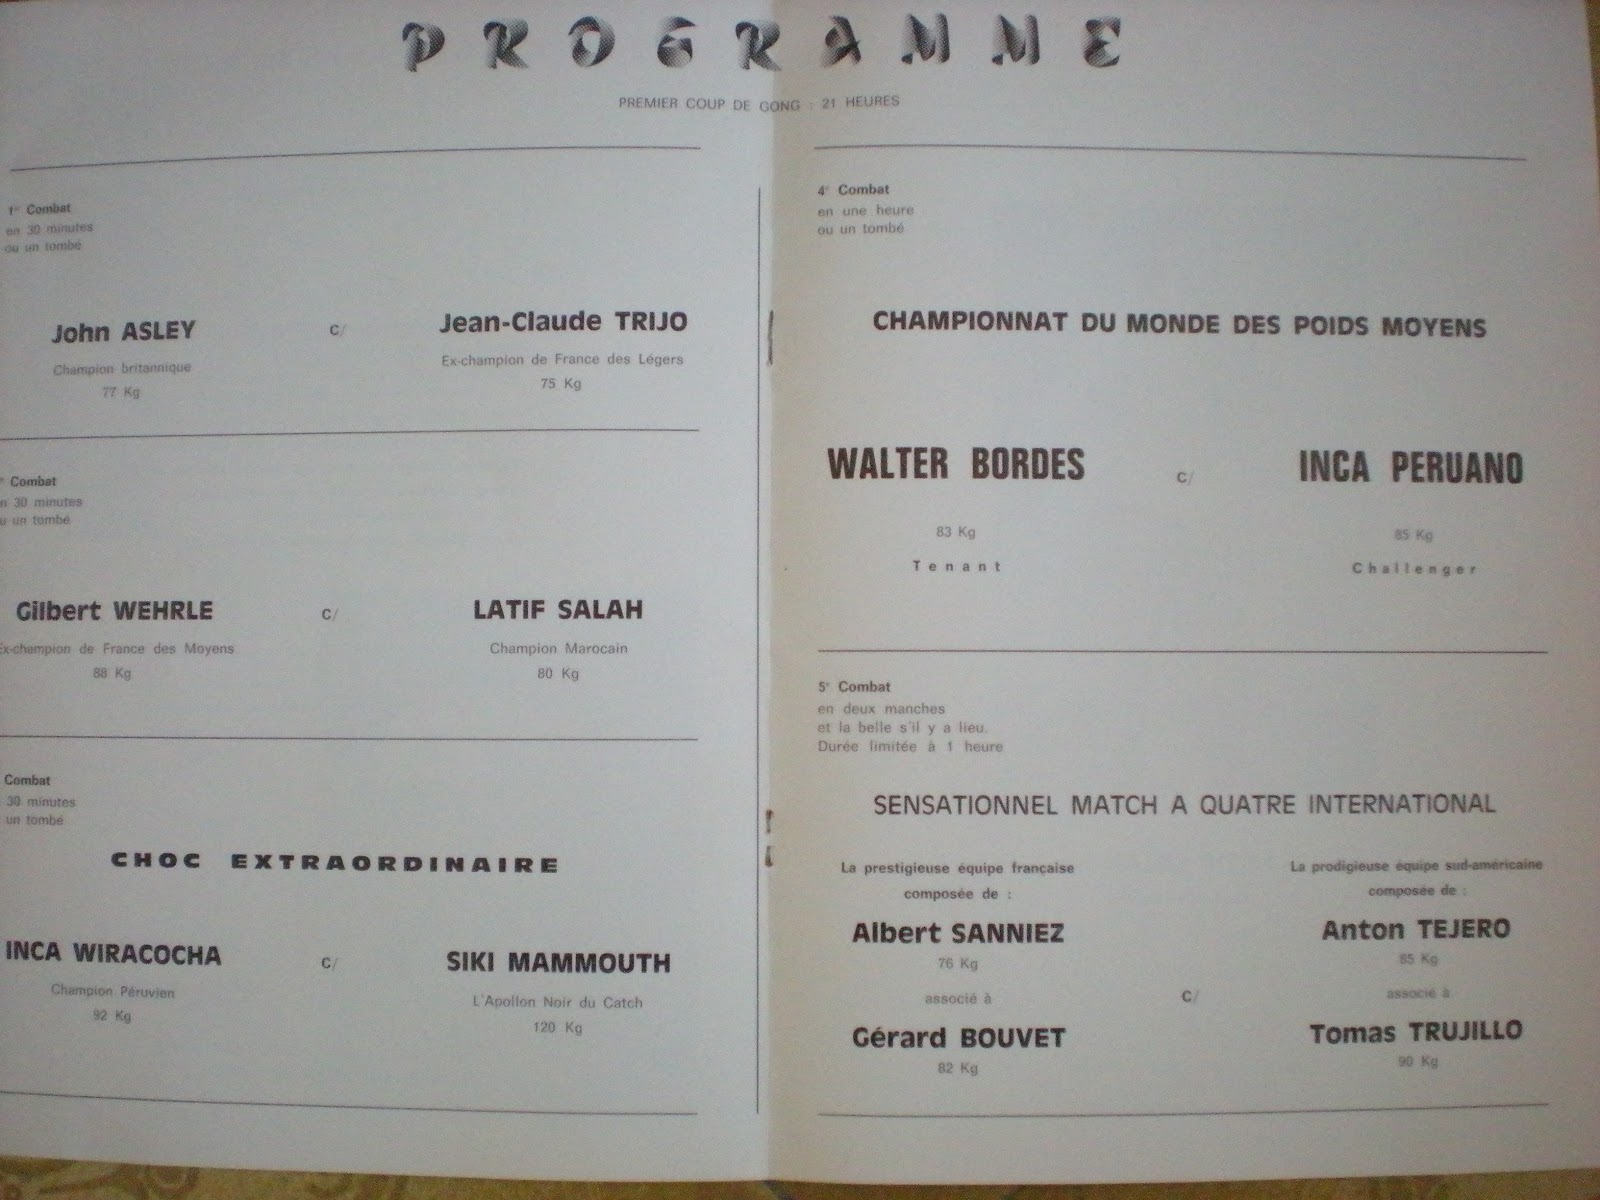 PROGRAMME
PREMIER COUP DE GONG : 21 HEURES
1er Combat
en 30 minutes
ou un tombé
John ASLEY C/ Jean-Claude TRIJO
Champion britannique
77 Kg
Ex-champion de France des Légers
75 Kg
e Combat
n 30 minutes
u un tombé
Gilbert WEHRLE C/ LATIF SALAH
Ex-champion de France des Moyens
88 Kg
Champion Marocain
80 Kg
Combat
30 minutes
un tombé
CHOC EXTRAORDINAIRE
INCA WIRACOCHA C/ SIKI MAMMOUTH
Champion Péruvien
92 Kg
L'Apollon Noir du Catch
120 Kg
4e Combat
en une heure
ou un tombé
CHAMPIONNAT DU MONDE DES POIDS MOYENS
WALTER BORDES C/ INCA PERUANO
83 Kg
Tenant
85 Kg
Challenger
5e Combat
en deux manches
et la belle s'il y a lieu.
Durée limitée à 1 heure
SENSATIONNEL MATCH A QUATRE INTERNATIONAL
La prestigieuse équipe française
composée de :
Albert SANNIEZ
76 Kg
associé à
Gérard BOUVET
82 Kg
C/
La prodigieuse équipe sud-américaine
composée de :
Anton TEJERO
85 Kg
associé à
Tomas TRUJILLO
90 Kg